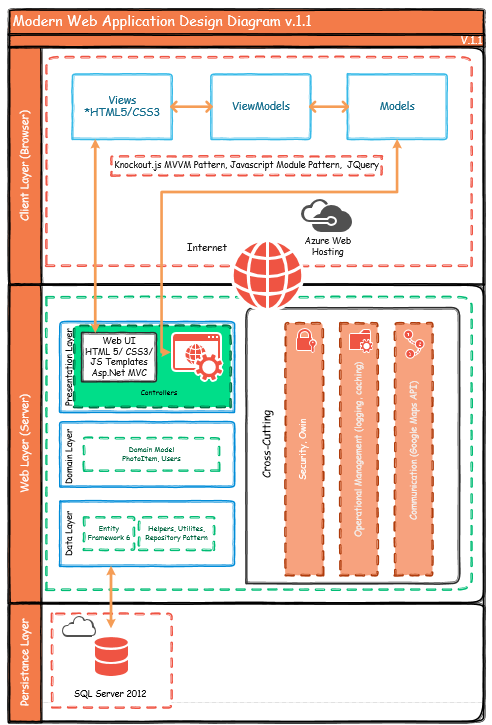 Modern Web Application Design Diagram v.1.1
V.1.1
Client Layer (Browser)
Views
*HTML5/CSS3
ViewModels
Models
Knockout.js MVVM Pattern, Javascript Module Pattern, JQuery
Azure Web
Hosting
Internet
Web Layer (Server)
Presentation Layer
Web UI
HTML 5/ CSS3/
JS Templates
Asp.Net MVC
Controllers
Domain Layer
Domain Model
PhotoItem, Users
Data Layer
Entity
Framework 6
Helpers, Utilites,
Repository Pattern
Cross-Cutting
Security, Owin
Operational Management (logging , caching)
Communication (Google Maps API)
Persistance Layer
SQL Server 2012